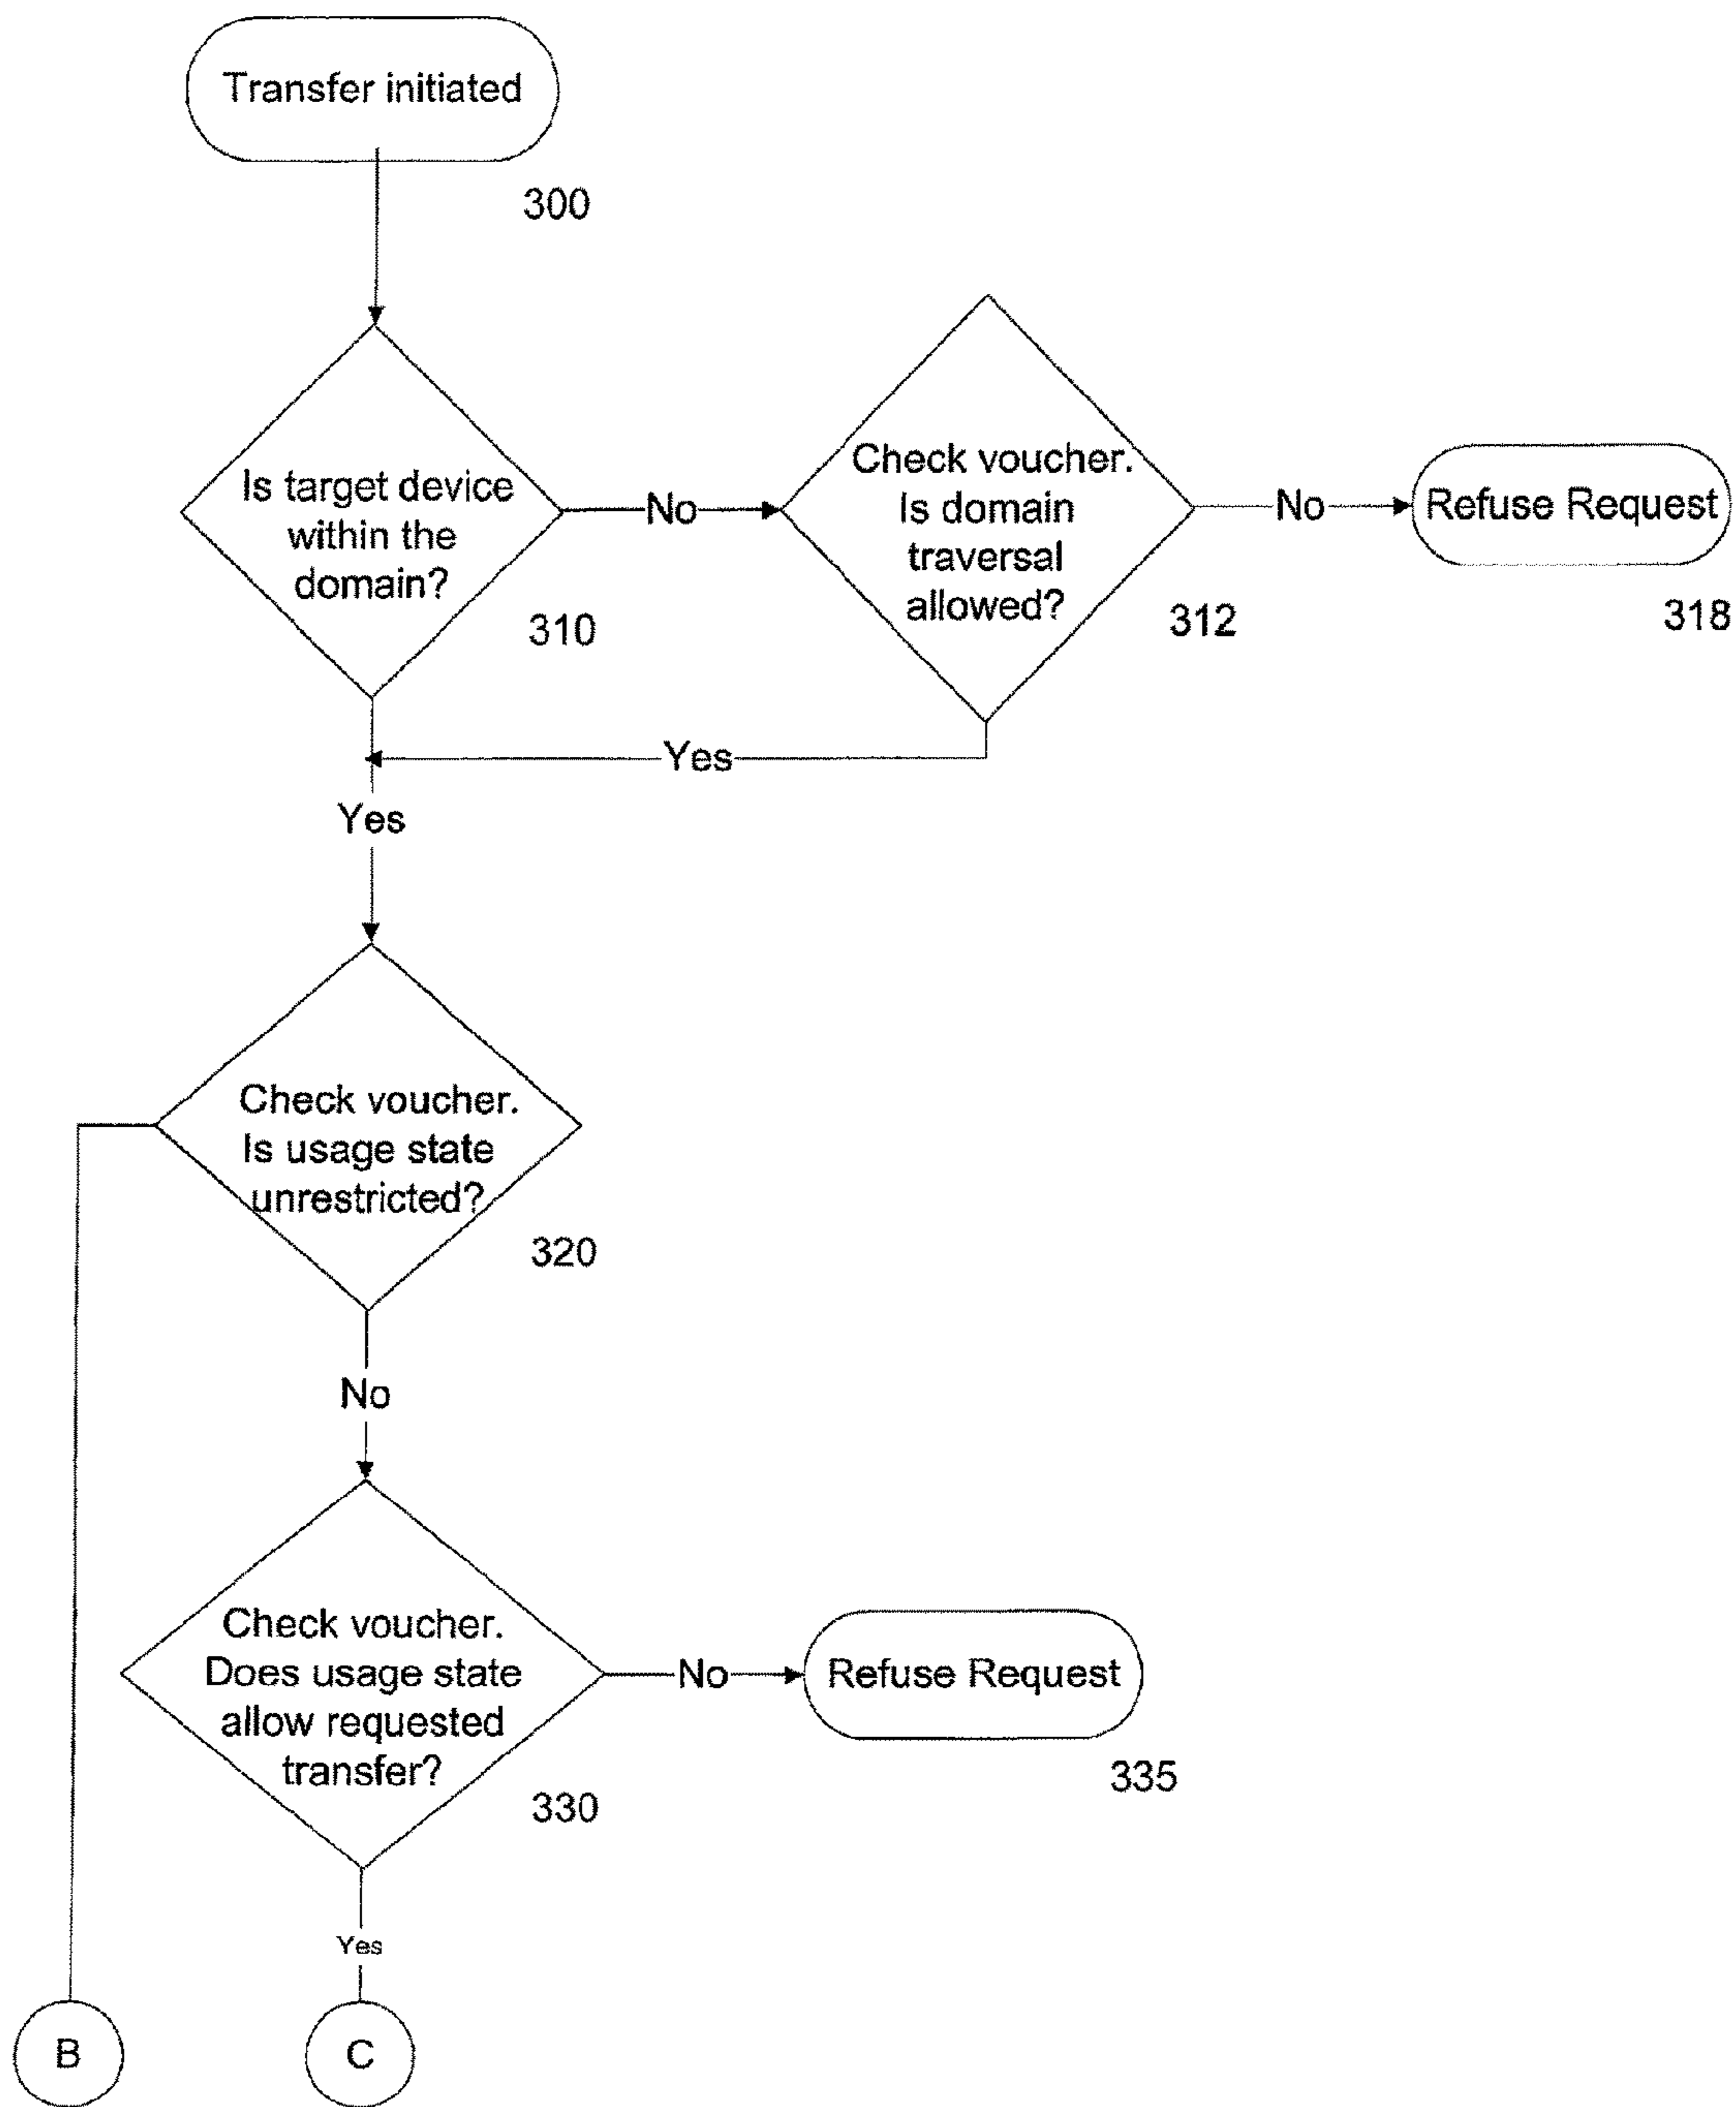 Transfer initiated
300
Is target device
within the
domain?
310
No
Check voucher.
Is domain
traversal
allowed?
312
No
Refuse Request
318
Yes
Yes
Check voucher.
Is usage state
unrestricted?
320
No
Check voucher.
Does usage state
allow requested
transfer?
330
No
Refuse Request
335
Yes
B
C